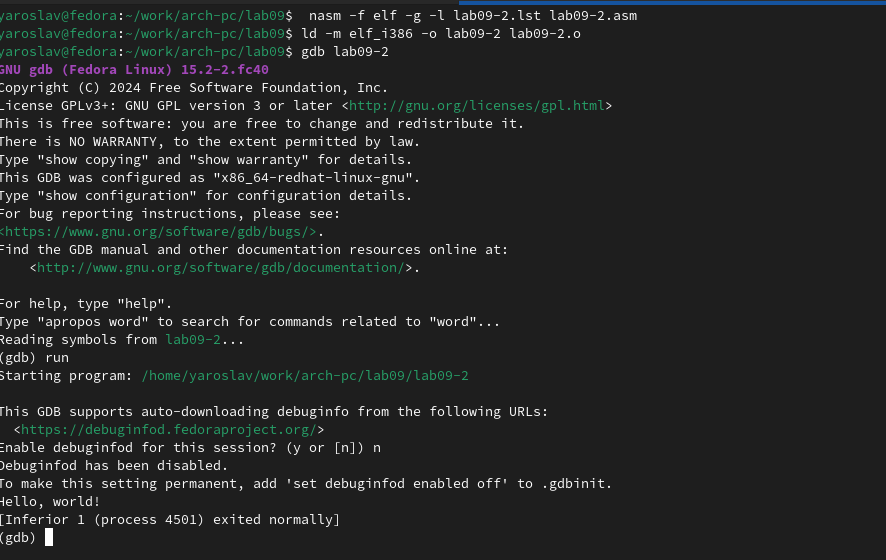 yaroslav@fedora:~/work/arch-pc/lab09$  nasm -f elf -g -l lab09-2.lst lab09-2.asm
yaroslav@fedora:~/work/arch-pc/lab09$ ld -m elf_i386 -o lab09-2 lab09-2.o
yaroslav@fedora:~/work/arch-pc/lab09$ gdb lab09-2
GNU gdb (Fedora Linux) 15.2-2.fc40
Copyright (C) 2024 Free Software Foundation, Inc.
License GPLv3+: GNU GPL version 3 or later <http://gnu.org/licenses/gpl.html>
This is free software: you are free to change and redistribute it.
There is NO WARRANTY, to the extent permitted by law.
Type "show copying" and "show warranty" for details.
This GDB was configured as "x86_64-redhat-linux-gnu".
Type "show configuration" for configuration details.
For bug reporting instructions, please see:
<https://www.gnu.org/software/gdb/bugs/>.
Find the GDB manual and other documentation resources online at:
    <http://www.gnu.org/software/gdb/documentation/>.

For help, type "help".
Type "apropos word" to search for commands related to "word"...
Reading symbols from lab09-2...
(gdb) run
Starting program: /home/yaroslav/work/arch-pc/lab09/lab09-2

This GDB supports auto-downloading debuginfo from the following URLs:
  <https://debuginfod.fedoraproject.org/>
Enable debuginfod for this session? (y or [n]) n
Debuginfod has been disabled.
To make this setting permanent, add 'set debuginfod enabled off' to .gdbinit.
Hello, world!
[Inferior 1 (process 4501) exited normally]
(gdb)